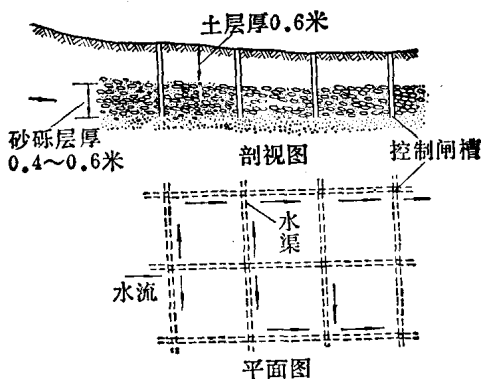 土层厚0.6米
砂砾层厚
0.4～0.6米
剖视图
控制闸槽
水渠
水流
平面图